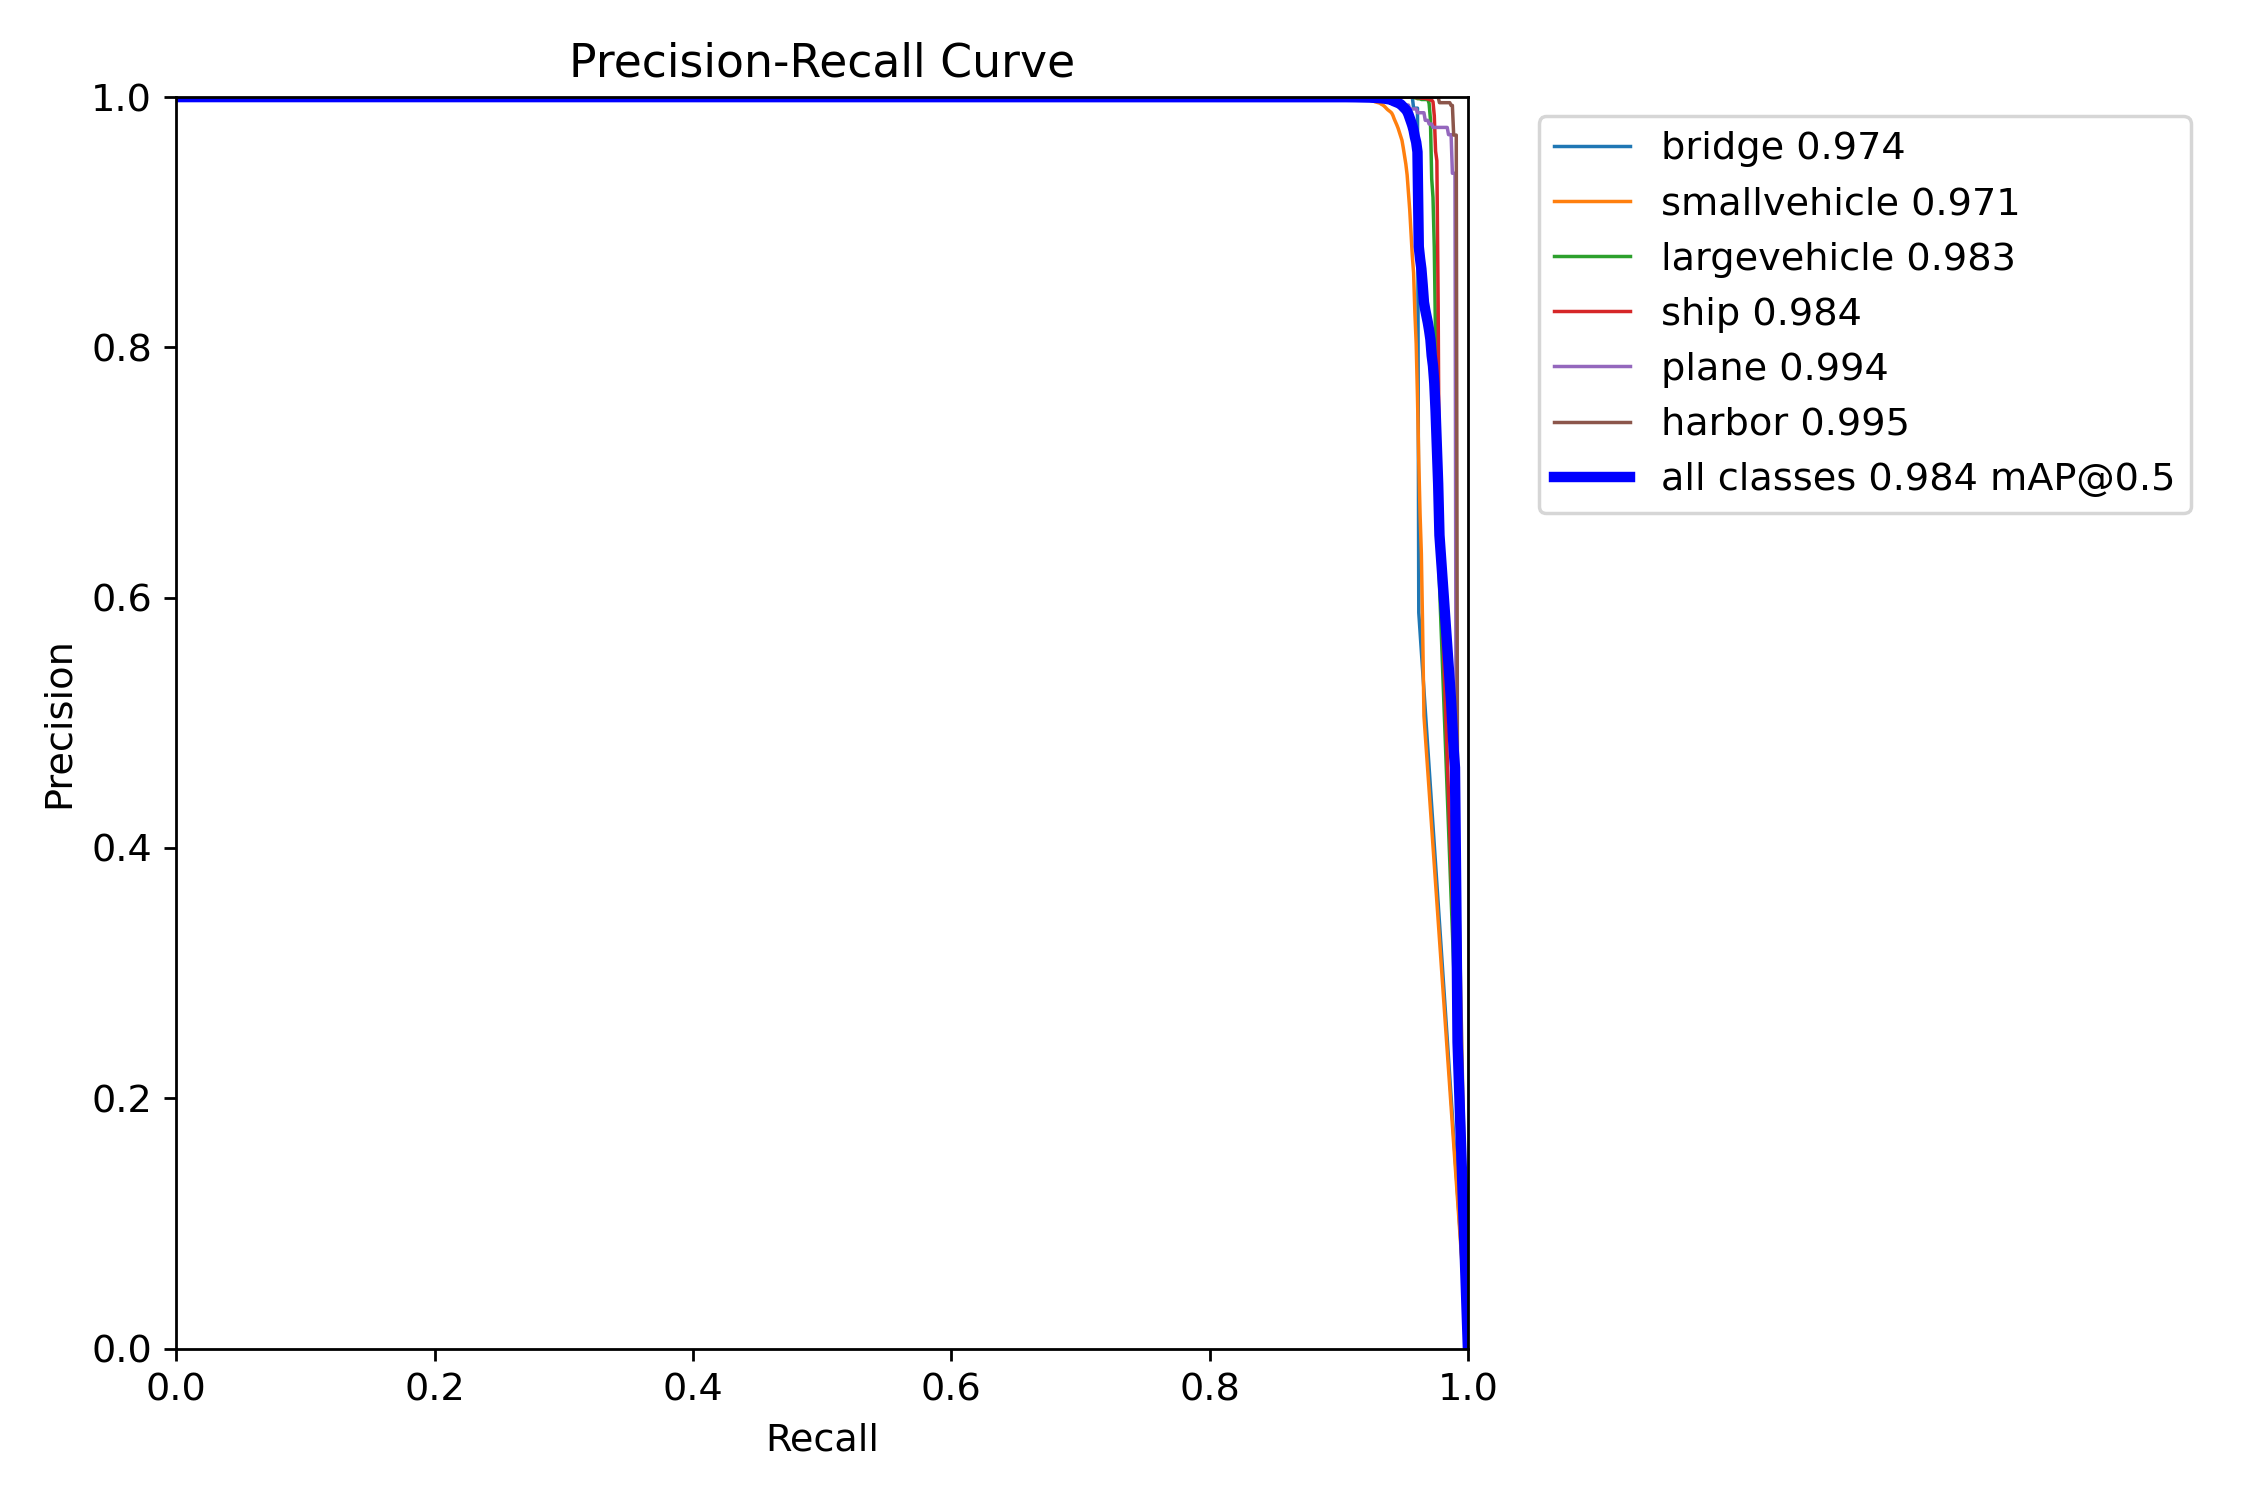 Precision-Recall Curve
1.0
0.8
0.6
0.4
0.2
0.0
Precision
0.0 0.2 0.4 0.6 0.8 1.0
Recall
bridge 0.974
smallvehicle 0.971
largevehicle 0.983
ship 0.984
plane 0.994
harbor 0.995
all classes 0.984 mAP@0.5